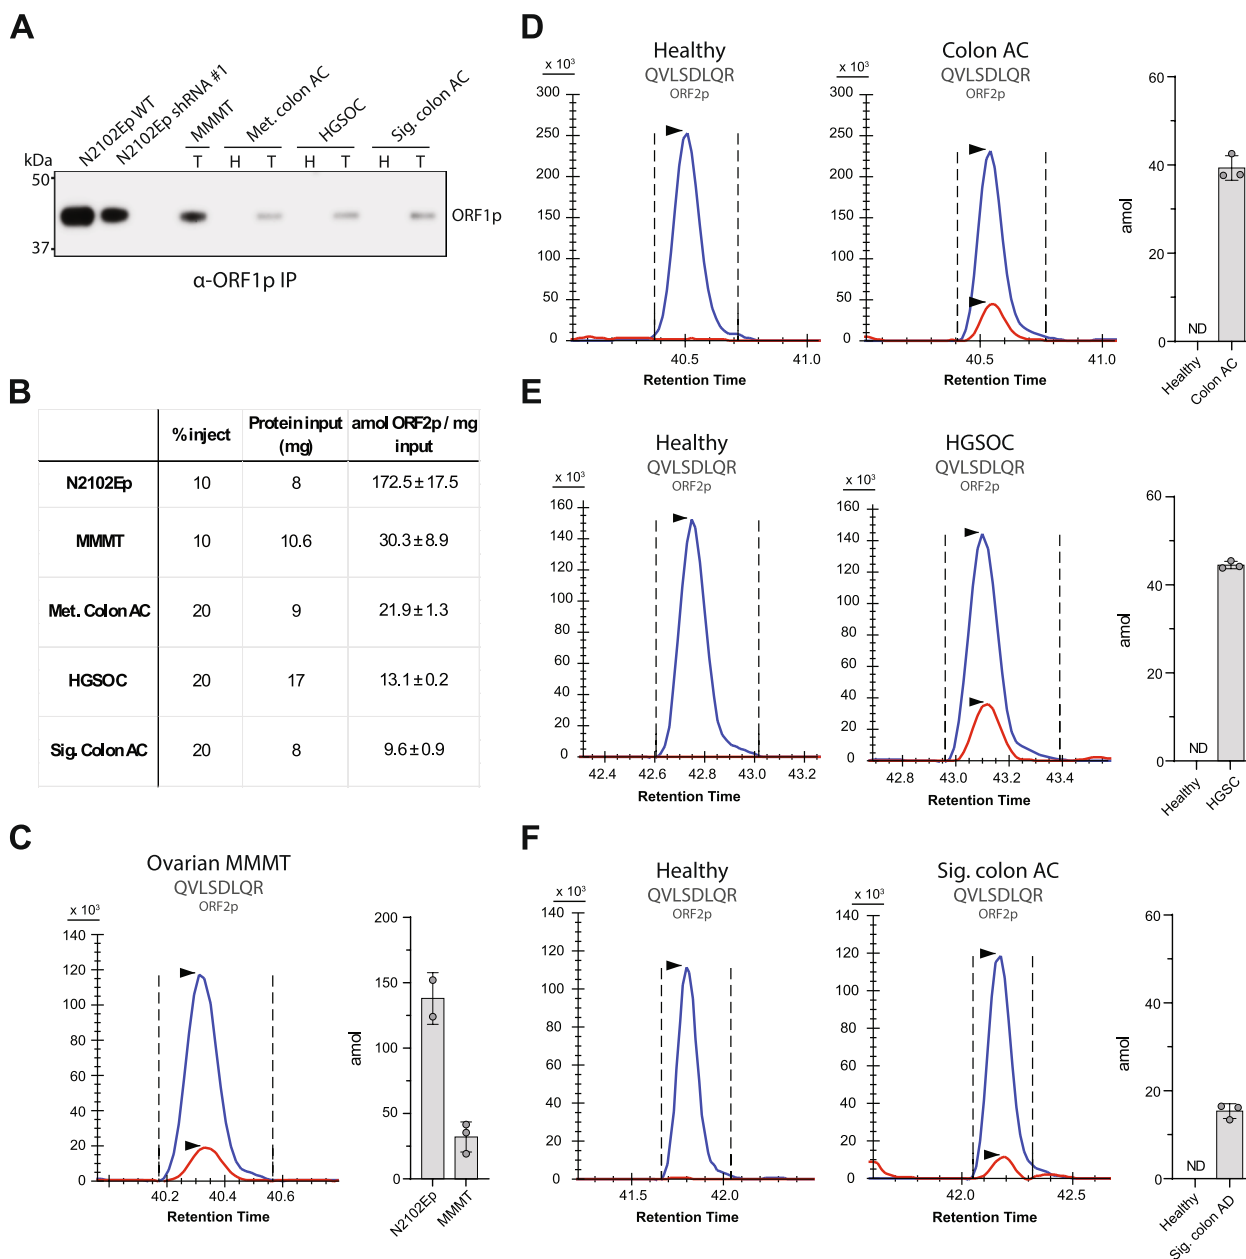 A
N2102Ep WT
N2102Ep shRNA #1
MMMT
Met. colon AC
HGSOC
Sig. colon AC
kDa
T H T H T H T
50
37
ORF1p
α-ORF1p IP
B
% inject
Protein input (mg)
amol ORF2p / mg input
N2102Ep 10 8 172.5 ± 17.5
MMMT 10 10.6 30.3 ± 8.9
Met. Colon AC 20 9 21.9 ± 1.3
HGSOC 20 17 13.1 ± 0.2
Sig. Colon AC 20 8 9.6 ± 0.9
C
Ovarian MMMT
QVLSDLQR
ORF2p
x 10³
140
120
100
80
60
40
20
0
40.2 40.4 40.6
Retention Time
200
150
100
50
0
amol
N2102Ep
MMMT
D
Healthy
QVLSDLQR
ORF2p
x 10³
300
250
200
150
100
50
0
40.5 41.0
Retention Time
Colon AC
QVLSDLQR
ORF2p
x 10³
300
250
200
150
100
50
0
40.5 41.0
Retention Time
60
40
20
0
amol
ND
Healthy
Colon AC
E
Healthy
QVLSDLQR
ORF2p
x 10³
160
140
120
100
80
60
40
20
0
42.4 42.6 42.8 43.0 43.2
Retention Time
HGSOC
QVLSDLQR
ORF2p
x 10³
160
140
120
100
80
60
40
20
0
42.8 43.0 43.2 43.4
Retention Time
60
40
20
0
amol
ND
Healthy
HGSC
F
Healthy
QVLSDLQR
ORF2p
x 10³
140
120
100
80
60
40
20
0
41.5 42.0
Retention Time
Sig. colon AC
QVLSDLQR
ORF2p
x 10³
140
120
100
80
60
40
20
0
42.0 42.5
Retention Time
60
40
20
0
amol
ND
Healthy
Sig. colon AD